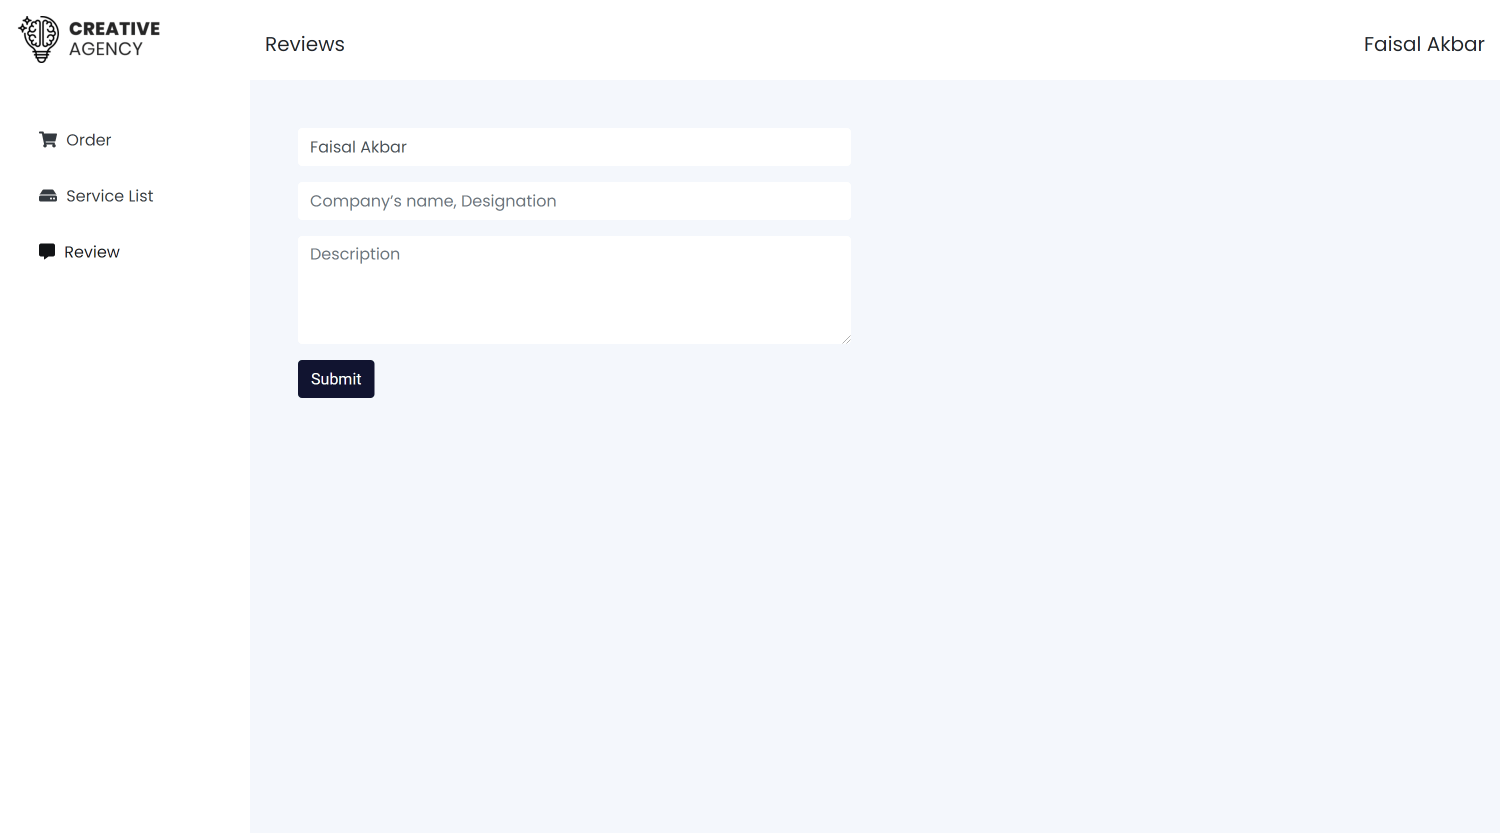 CREATIVE
AGENCY
Reviews
Faisal Akbar
Order
Service List
Review
Faisal Akbar
Company's name, Designation
Description
Submit